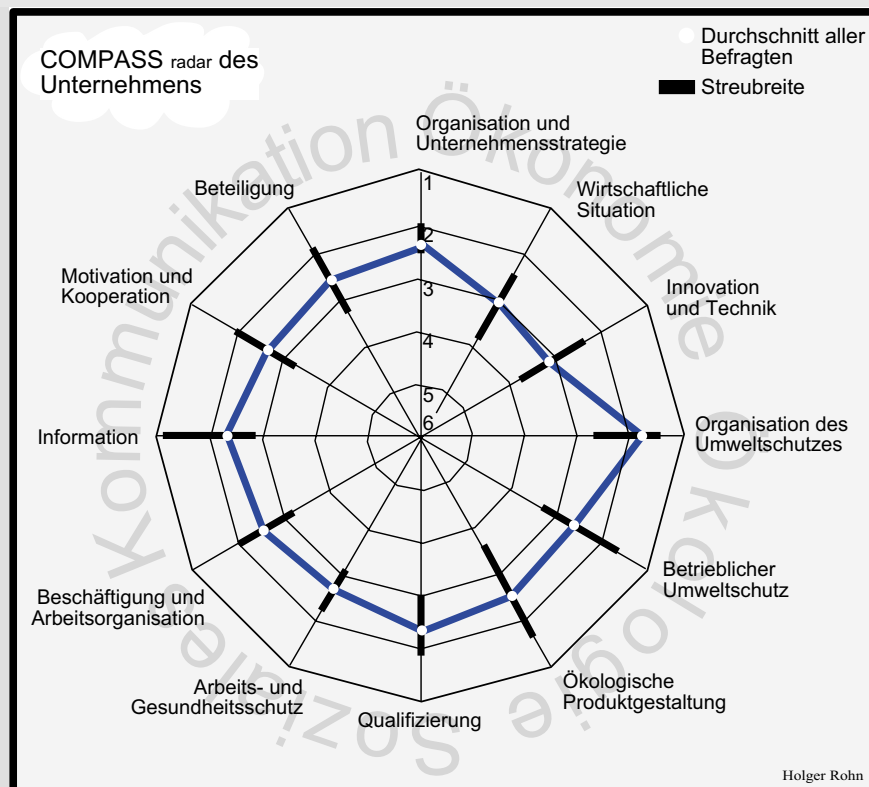 COMPASS radar des
Unternehmens
Durchschnitt aller
Befragten
Streubreite
Organisation und
Unternehmensstrategie
Wirtschaftliche
Situation
Innovation
und Technik
Organisation des
Umweltschutzes
Betrieblicher
Umweltschutz
Ökologische
Produktgestaltung
Qualifizierung
Arbeits- und
Gesundheitsschutz
Beschäftigung und
Arbeitsorganisation
Information
Motivation und
Kooperation
Beteiligung
1
2
3
4
5
6
Kommunikation
Ökonomie
Ökologie
Soziales
Holger Rohn